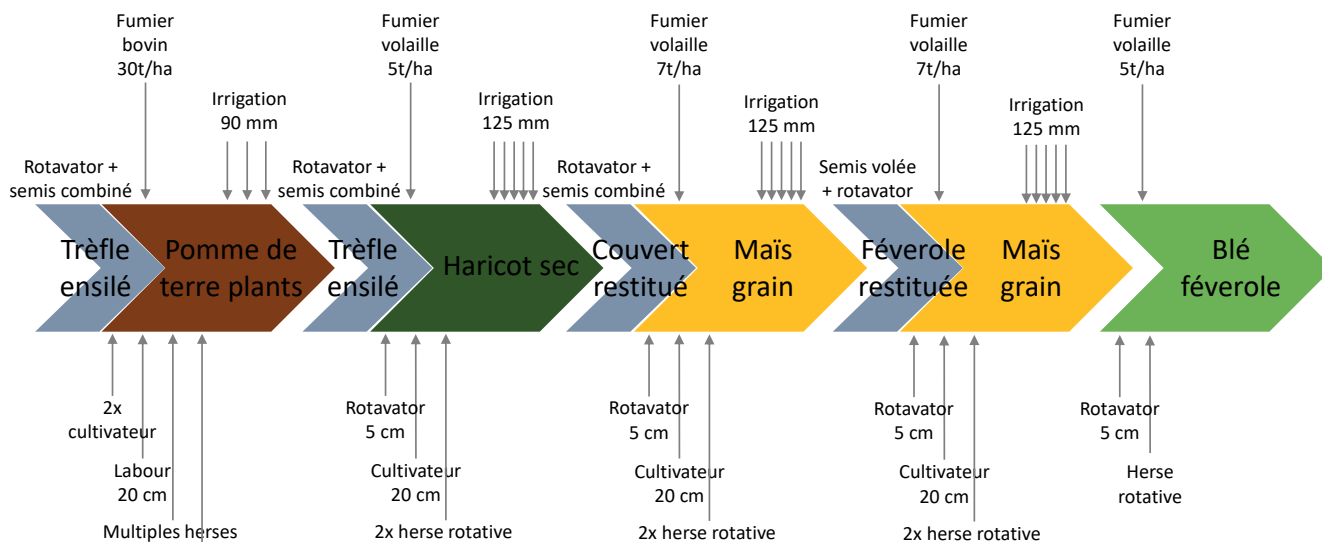 Fumier
bovin
30t/ha
Fumier
volaille
5t/ha
Fumier
volaille
7t/ha
Fumier
volaille
7t/ha
Fumier
volaille
5t/ha
Irrigation
90 mm
Irrigation
125 mm
Irrigation
125 mm
Irrigation
125 mm
Rotavator +
semis combiné
Rotavator +
semis combiné
Rotavator +
semis combiné
Semis volée
+ rotavator
Trèfle
ensilé
Pomme de
terre plants
Trèfle
ensilé
Haricot sec
Couvert
restitué
Maïs
grain
Féverole
restituée
Maïs
grain
Blé
féverole
2x
cultivateur
Labour
20 cm
Multiples herses
Rotavator
5 cm
Cultivateur
20 cm
2x herse rotative
Rotavator
5 cm
Cultivateur
20 cm
2x herse rotative
Rotavator
5 cm
Cultivateur
20 cm
2x herse rotative
Rotavator
5 cm
Herse
rotative